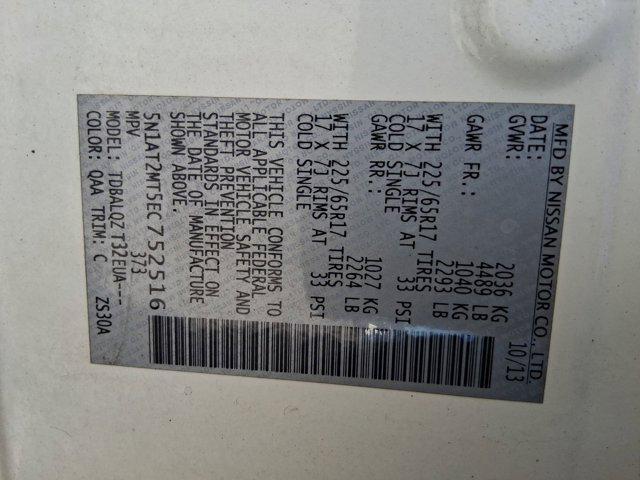 MFD BY NISSAN MOTOR CO., LTD.
DATE: 10/13
GVWR: 2036 KG
4489 LB
GAWR FR.: 1040 KG
2293 LB
WITH 225/65R17 TIRES
17 X 7J RIMS AT
COLD SINGLE 33 PSI
GAWR RR.: 1027 KG
2264 LB
WITH 225/65R17 TIRES
17 X 7J RIMS AT
COLD SINGLE 33 PSI
THIS VEHICLE CONFORMS TO
ALL APPLICABLE FEDERAL
MOTOR VEHICLE SAFETY AND
THEFT PREVENTION
STANDARDS IN EFFECT ON
THE DATE OF MANUFACTURE
SHOWN ABOVE.
5N1AT2MT5EC752516
MPV 373
MODEL: TDBALQZ T32EUA---
COLOR: QAA TRIM: C ZS30A